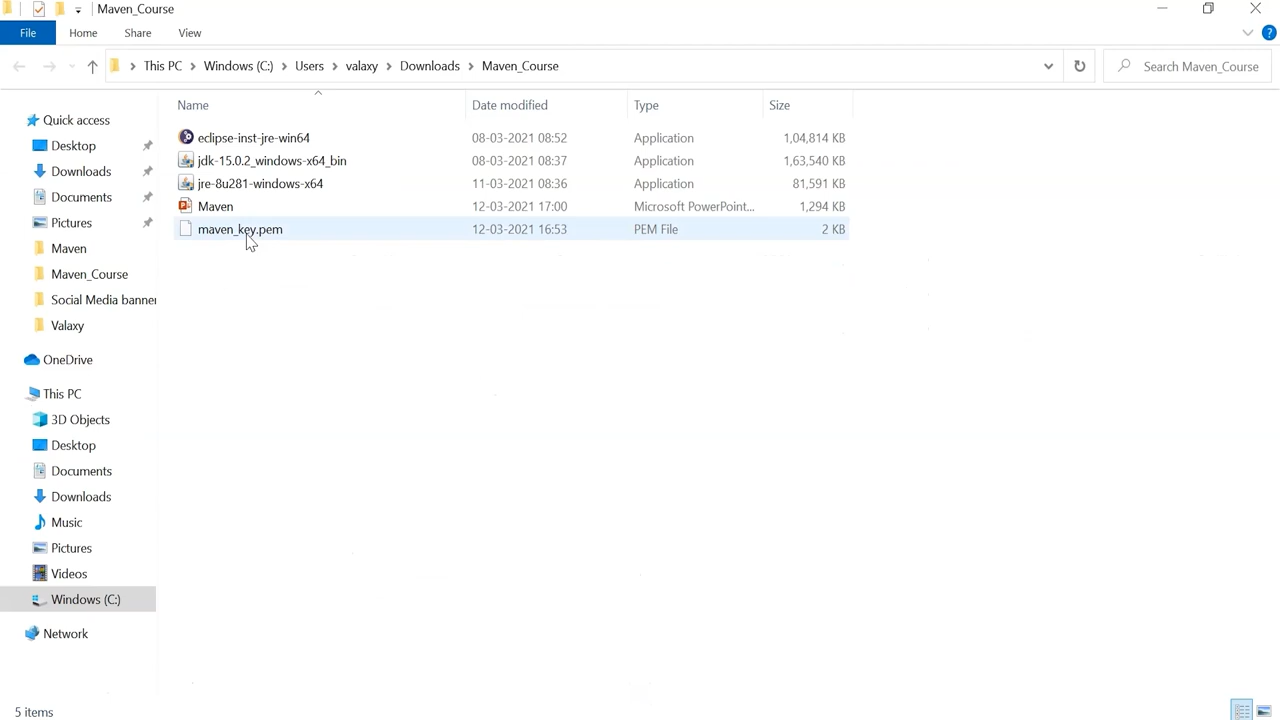 Maven_Course
File Home Share View
This PC Windows (C:) Users valaxy Downloads Maven_Course
Search Maven_Course
Name Date modified Type Size
eclipse-inst-jre-win64 08-03-2021 08:52 Application 1,04,814 KB
jdk-15.0.2_windows-x64_bin 08-03-2021 08:37 Application 1,63,540 KB
jre-8u281-windows-x64 11-03-2021 08:36 Application 81,591 KB
Maven 12-03-2021 17:00 Microsoft PowerPoint... 1,294 KB
maven_key.pem 12-03-2021 16:53 PEM File 2 KB
Quick access
Desktop
Downloads
Documents
Pictures
Maven
Maven_Course
Social Media banner
Valaxy
OneDrive
This PC
3D Objects
Desktop
Documents
Downloads
Music
Pictures
Videos
Windows (C:)
Network
5 items